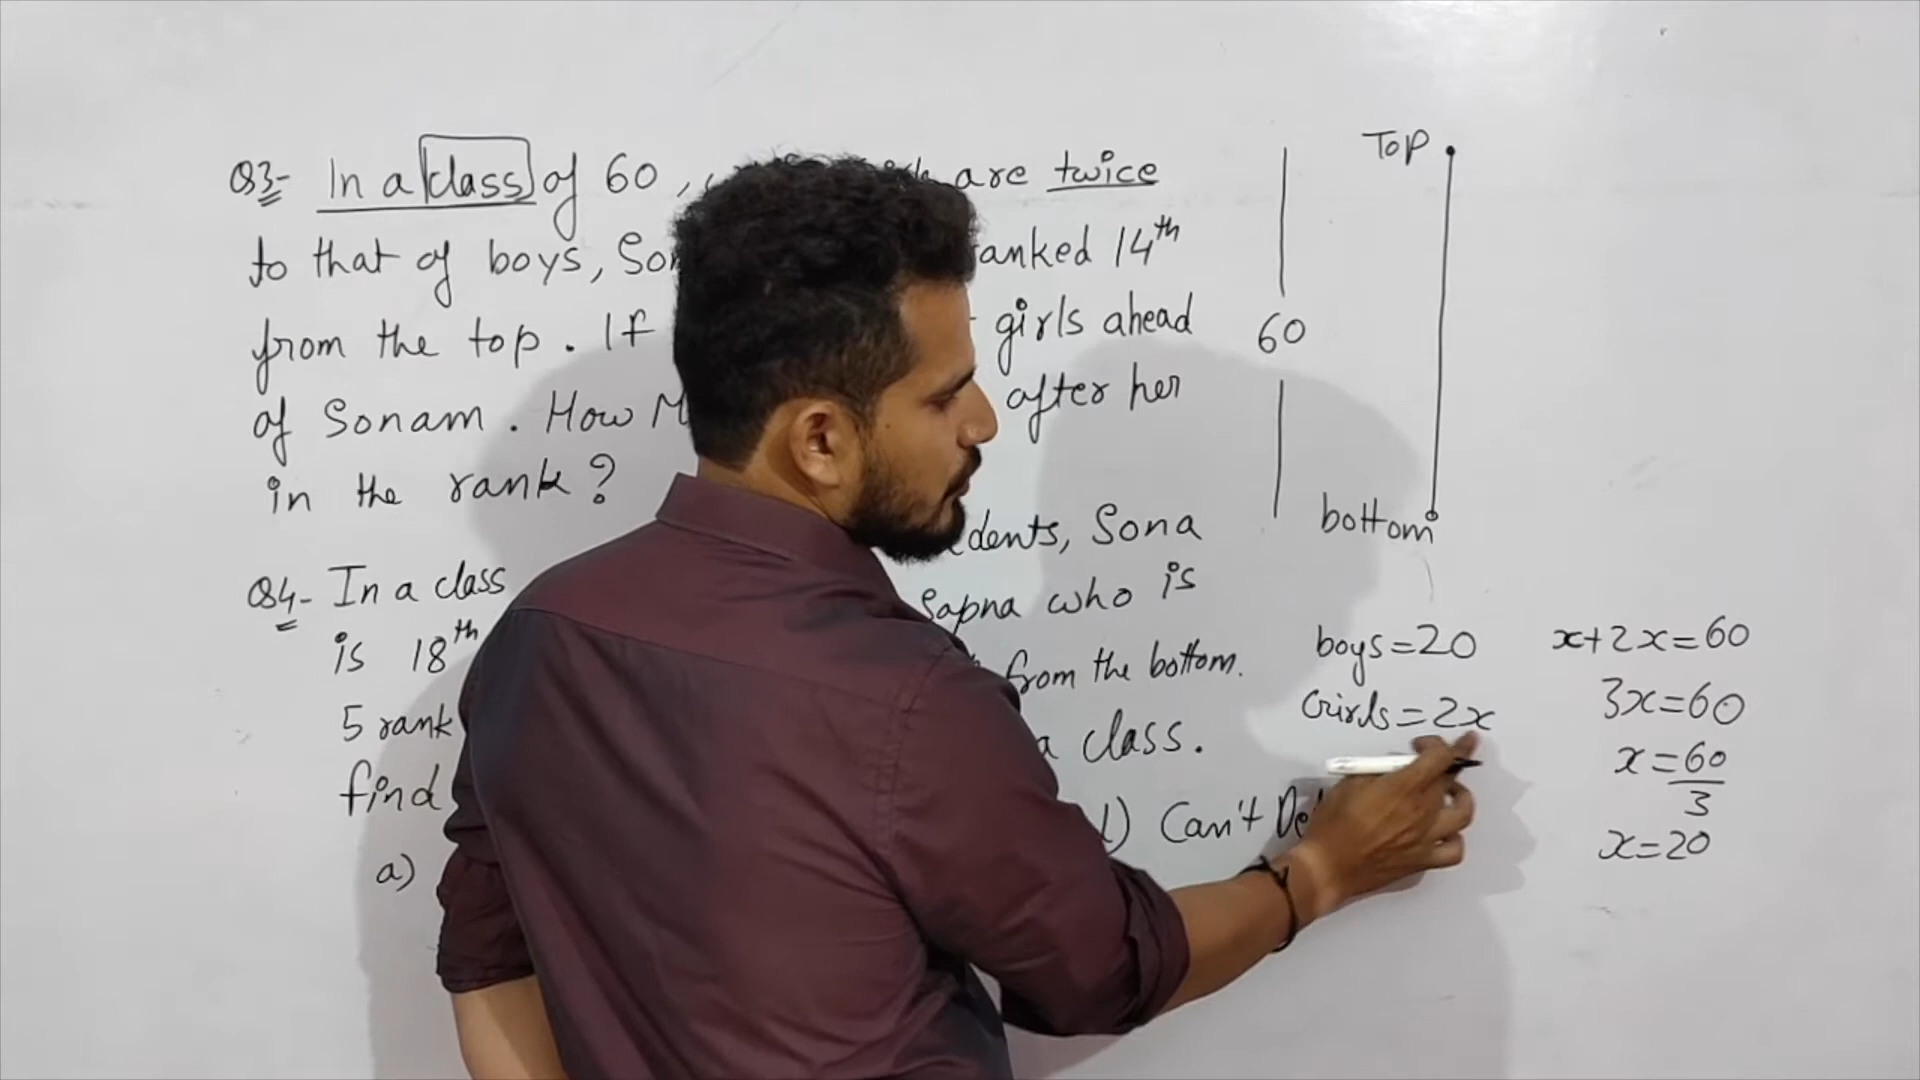 Q3- In a class of 60, are twice
to that of boys, Son anked 14th
from the top. If girls ahead
of Sonam. How M after her
in the rank?
Q4- In a class dents, Sona
is 18th Sapna who is
5 rank from the bottom.
find a class.
a) d) Can't De
Top
60
bottom
boys=20
Girls=2x
x+2x=60
3x=60
x=60
3
x=20